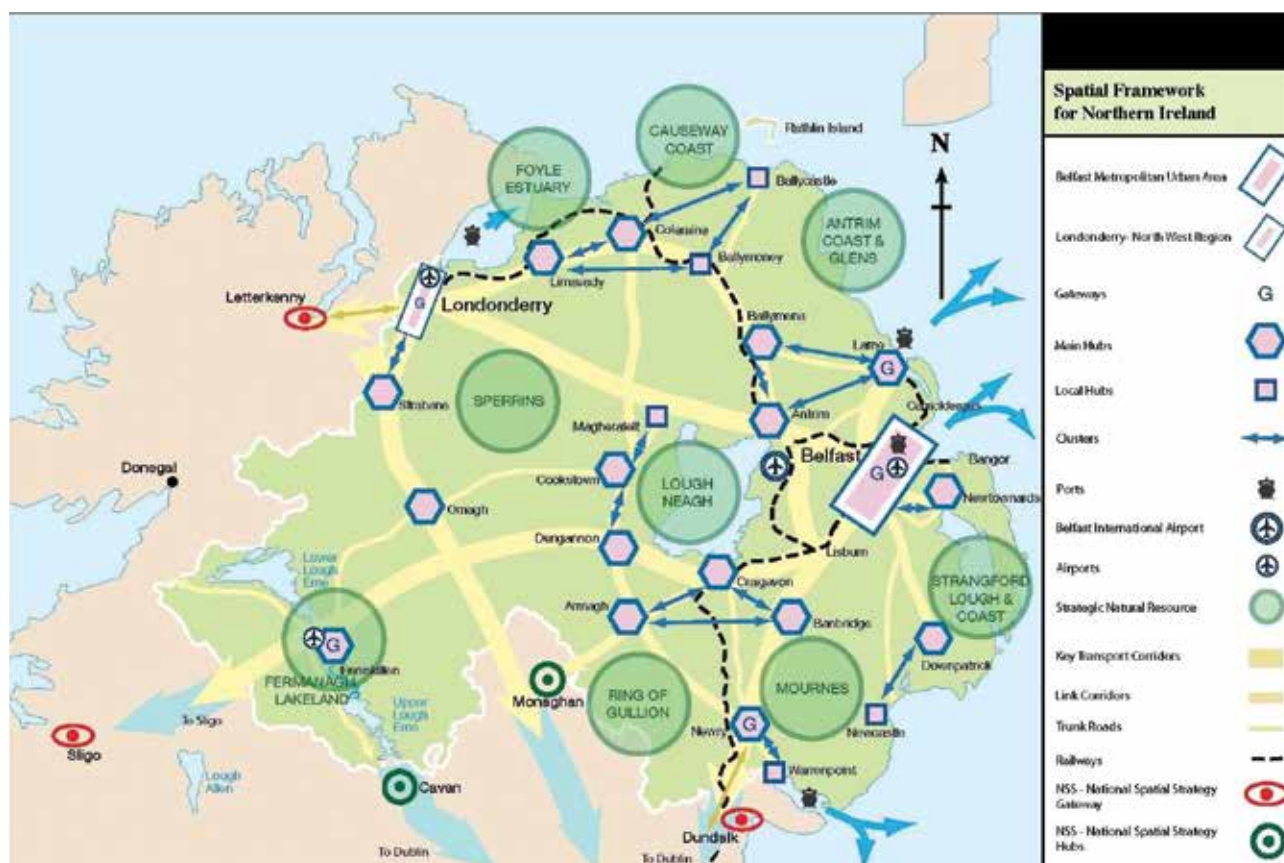 Rathlin Island
CAUSEWAY
COAST
N
FOYLE
ESTUARY
Ballycastle
ANTRIM
COAST &
GLENS
Coleraine
Ballymoney
Limavady
Letterkenny
G
Londonderry
Ballymena
Larne
G
Strabane
SPERRINS
Antrim
Carrickfergus
Magherafelt
Donegal
Belfast
G
Bangor
Cookstown
LOUGH
NEAGH
Newtownards
Omagh
Dungannon
Lisburn
Lower
Lough
Erne
Craigavon
STRANGFORD
LOUGH &
COAST
Armagh
Banbridge
G
Enniskillen
Downpatrick
FERMANAGH
LAKELAND
Monaghan
RING OF
GULLION
MOURNES
To Sligo
Upper
Lough
Erne
Newry
G
Newcastle
Sligo
Warrenpoint
Lough
Allen
Cavan
Dundalk
To Dublin
To Dublin
To Dublin
Spatial Framework
for Northern Ireland
Belfast Metropolitan Urban Area
Londonderry- North West Region
Gateways
G
Main Hubs
Local Hubs
Clusters
Ports
Belfast International Airport
Airports
Strategic Natural Resource
Key Transport Corridors
Link Corridors
Trunk Roads
Railways
NSS - National Spatial Strategy
Gateway
NSS - National Spatial Strategy
Hubs